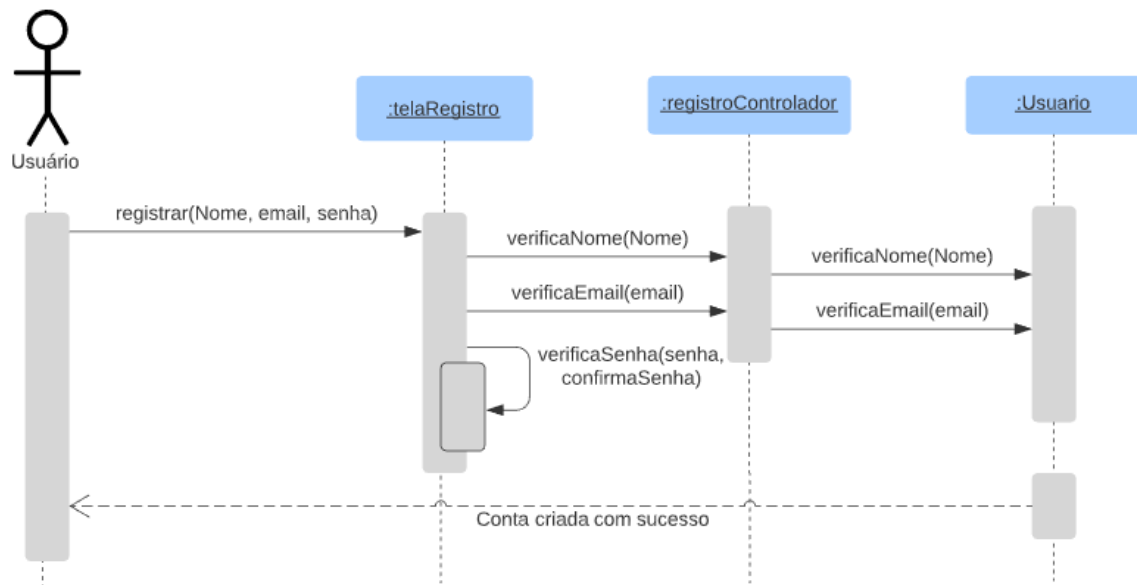 :telaRegistro
:registroControlador
:Usuario
Usuário
registrar(Nome, email, senha)
verificaNome(Nome)
verificaNome(Nome)
verificaEmail(email)
verificaEmail(email)
verificaSenha(senha,
confirmaSenha)
Conta criada com sucesso